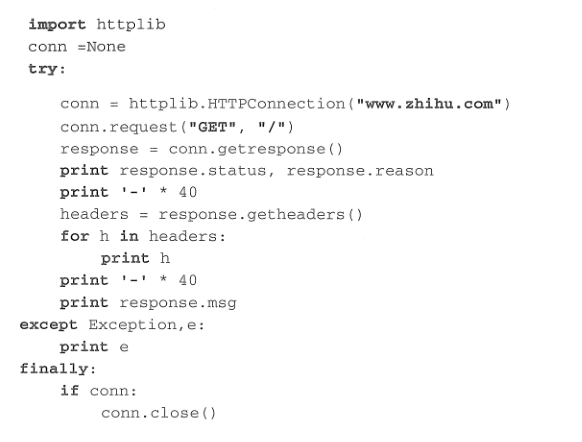 import httplib
conn =None
try:
    conn = httplib.HTTPConnection("www.zhihu.com")
    conn.request("GET", "/")
    response = conn.getresponse()
    print response.status, response.reason
    print '-' * 40
    headers = response.getheaders()
    for h in headers:
        print h
    print '-' * 40
    print response.msg
except Exception,e:
    print e
finally:
    if conn:
        conn.close()